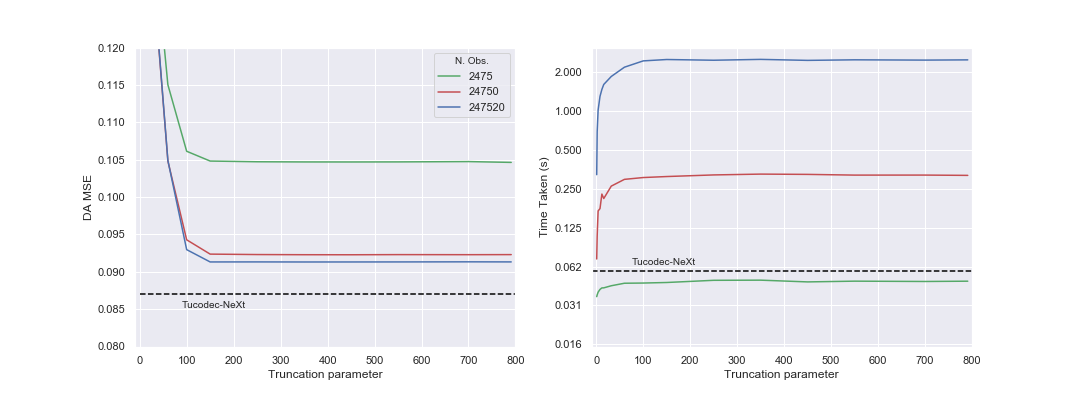 0.120
0.115
0.110
0.105
0.100
0.095
0.090
0.085
0.080
DA MSE
0 100 200 300 400 500 600 700 800
Truncation parameter
N. Obs.
2475
24750
247520
Tucodec-NeXt
2.000
1.000
0.500
0.250
0.125
0.062
0.031
0.016
Time Taken (s)
0 100 200 300 400 500 600 700 800
Truncation parameter
Tucodec-NeXt